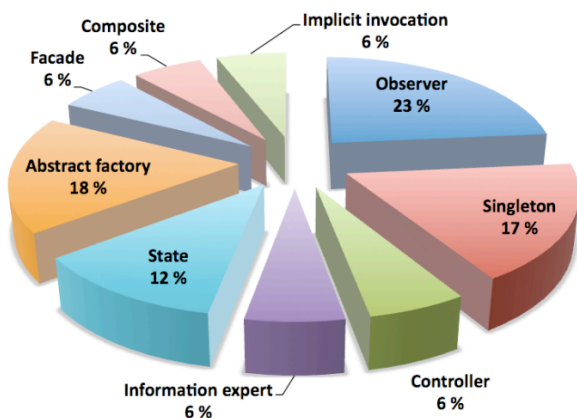 Implicit invocation
6 %
Composite
6 %
Facade
6 %
Observer
23 %
Abstract factory
18 %
Singleton
17 %
State
12 %
Controller
6 %
Information expert
6 %